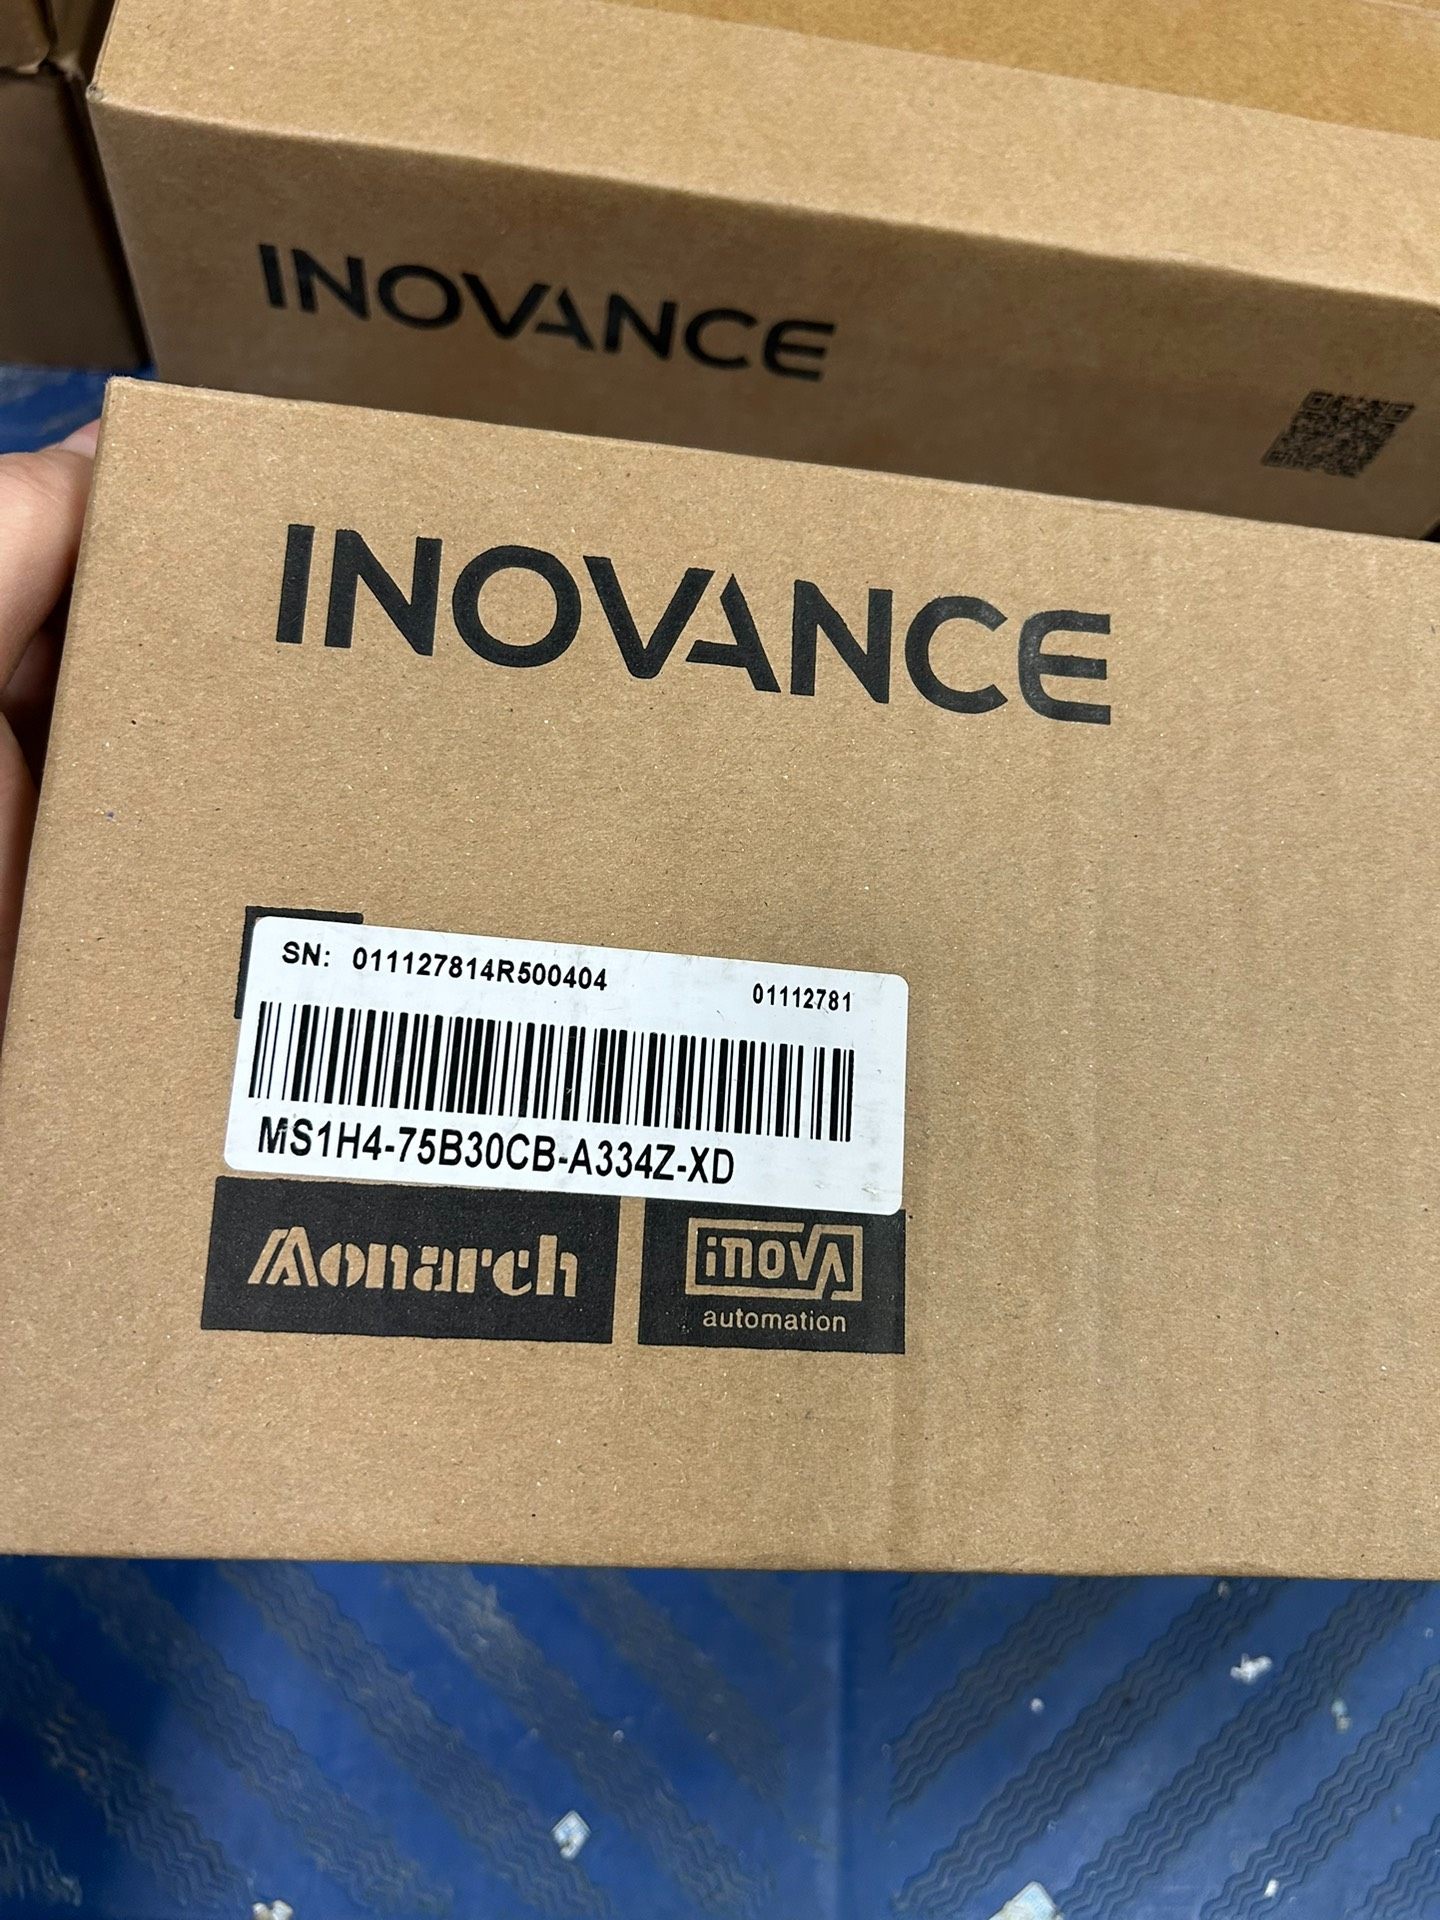 INOVANCE
INOVANCE
SN: 011127814R500404 01112781
MS1H4-75B30CB-A334Z-XD
Monarch
inovA
automation